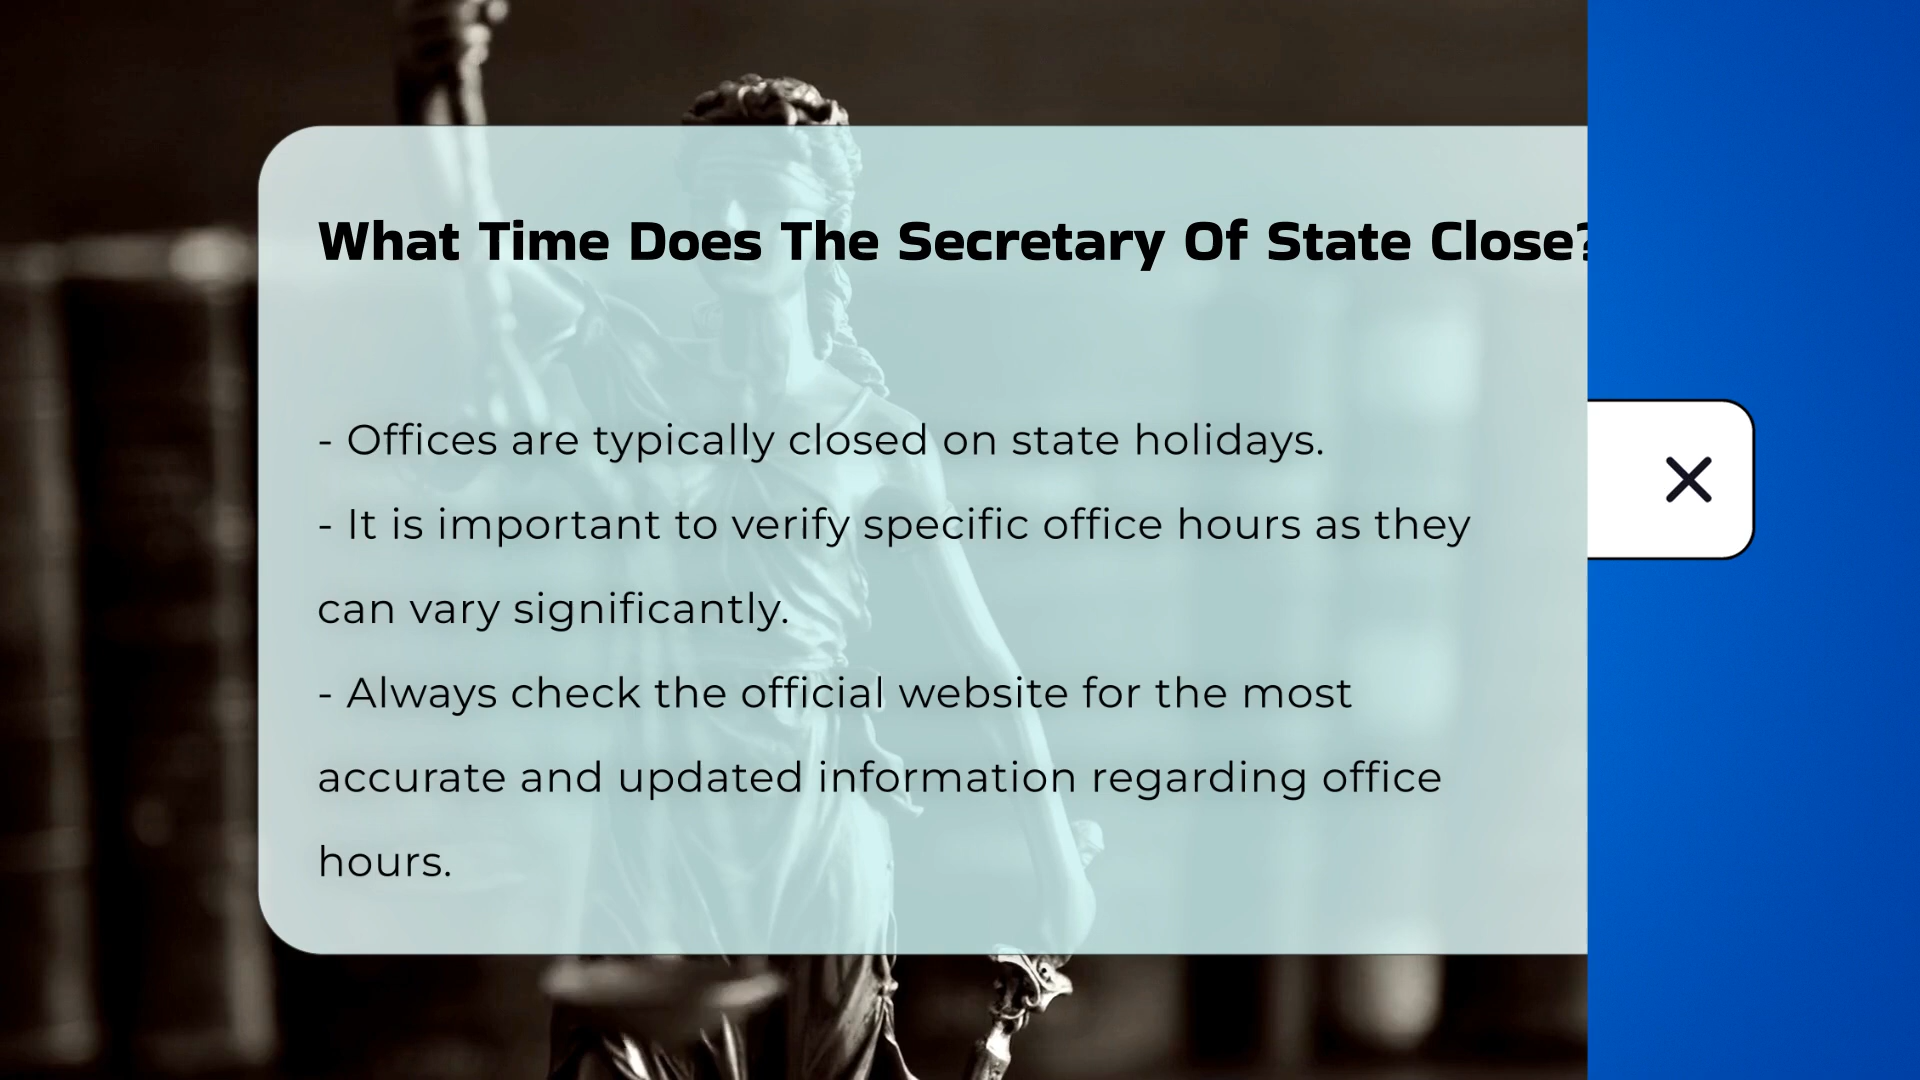 What Time Does The Secretary Of State Close?
- Offices are typically closed on state holidays.
- It is important to verify specific office hours as they
can vary significantly.
- Always check the official website for the most
accurate and updated information regarding office
hours.